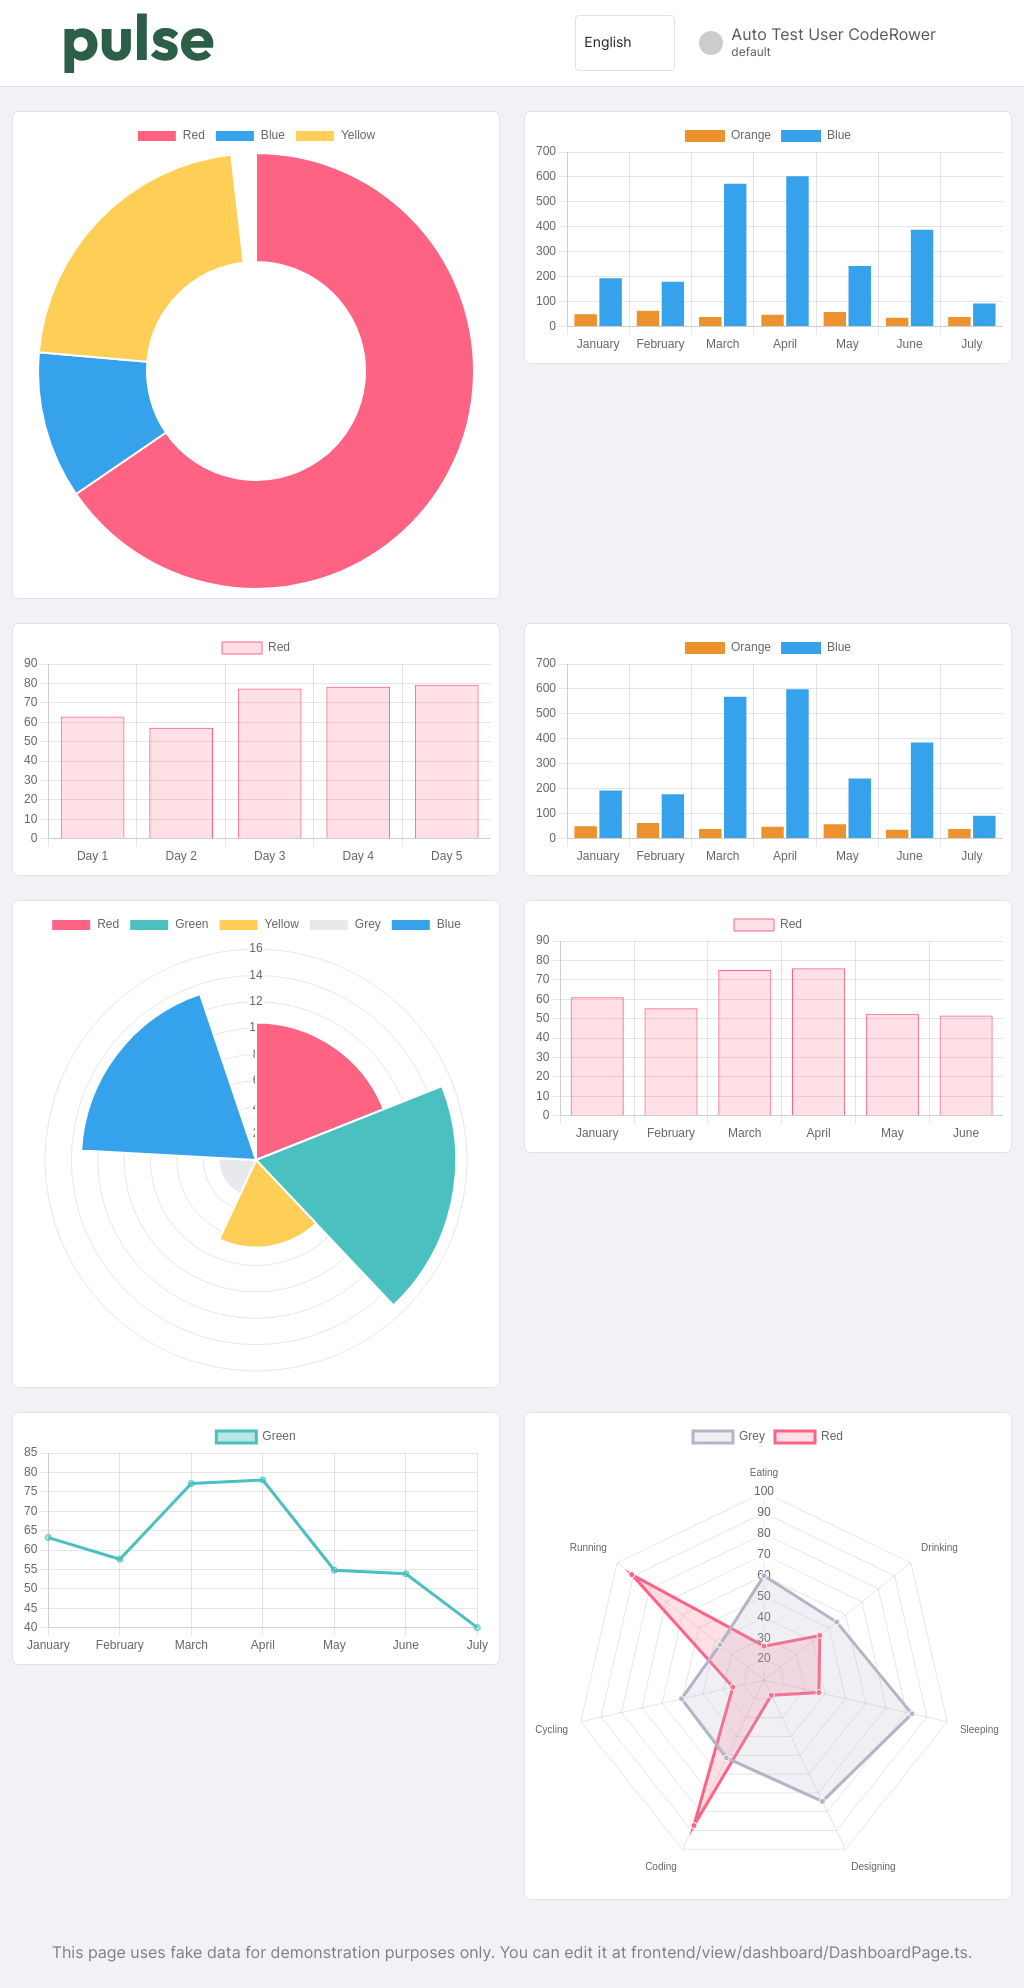 pulse
English
Auto Test User CodeRower
default
Red Blue Yellow
Orange Blue
700
600
500
400
300
200
100
0
January February March April May June July
Red
90
80
70
60
50
40
30
20
10
0
Day 1 Day 2 Day 3 Day 4 Day 5
Orange Blue
700
600
500
400
300
200
100
0
January February March April May June July
Red Green Yellow Grey Blue
16
14
12
Red
90
80
70
60
50
40
30
20
10
0
January February March April May June
Green
85
80
75
70
65
60
55
50
45
40
January February March April May June July
Grey Red
Eating
100
90
80
70
60
50
40
30
20
Running
Drinking
Cycling
Sleeping
Coding
Designing
This page uses fake data for demonstration purposes only. You can edit it at frontend/view/dashboard/DashboardPage.ts.